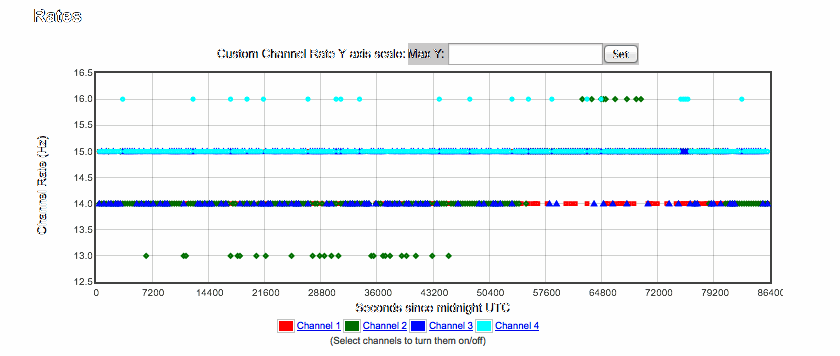 Rates
Custom Channel Rate Y axis scale: Max Y: Set
16.5
16.0
15.5
15.0
14.5
14.0
13.5
13.0
12.5
Channel Rate (Hz)
0 7200 14400 21600 28800 36000 43200 50400 57600 64800 72000 79200 86400
Seconds since midnight UTC
Channel 1 Channel 2 Channel 3 Channel 4
(Select channels to turn them on/off)